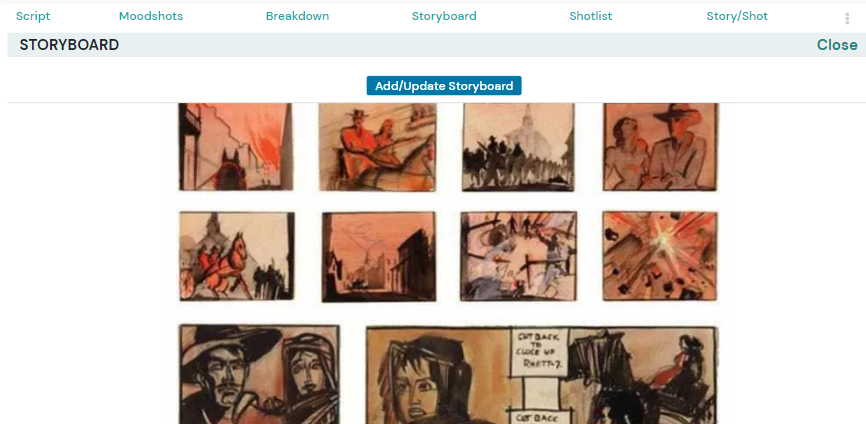 Script Moodshots Breakdown Storyboard Shotlist Story/Shot
STORYBOARD Close
Add/Update Storyboard
CUT BACK
TO
CLOSE UP
RHETT-7.
CUT BACK